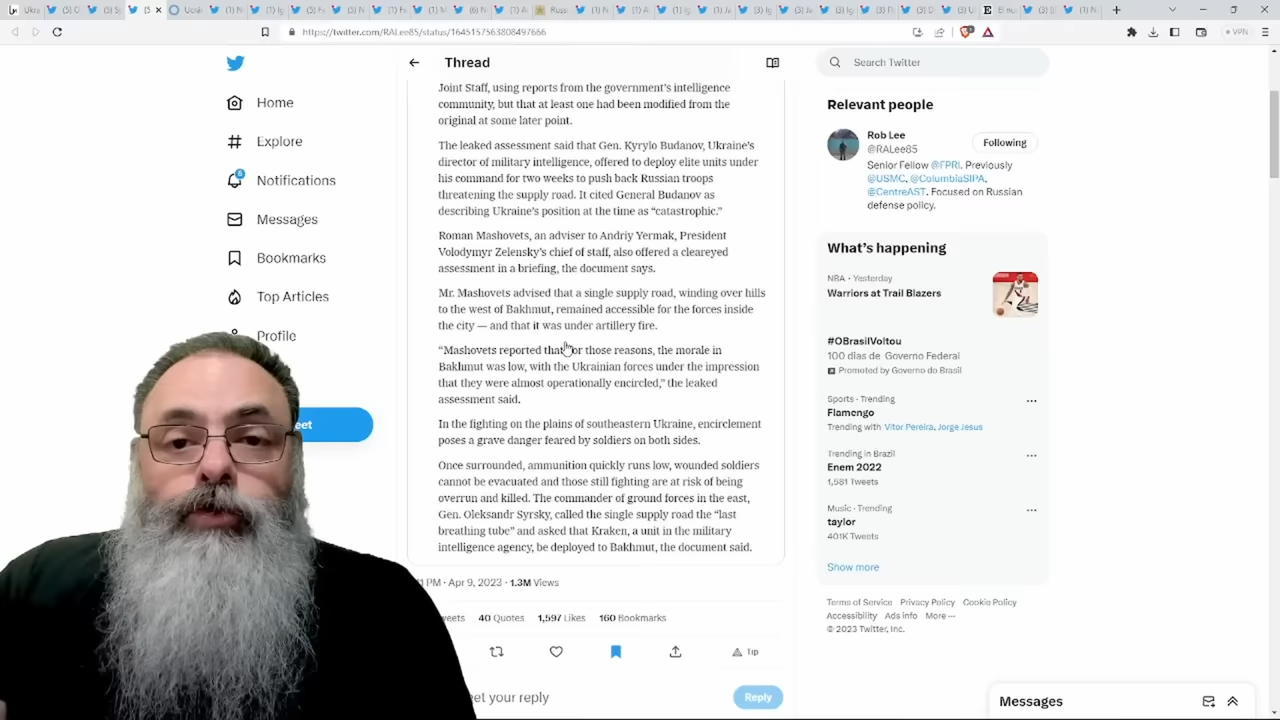 https://twitter.com/RALee85/status/1645157563808497666
VPN
Home
Explore
Notifications
6
Messages
Bookmarks
Top Articles
Profile
Thread
Joint Staff, using reports from the government's intelligence
community, but that at least one had been modified from the
original at some later point.
The leaked assessment said that Gen. Kyrylo Budanov, Ukraine's
director of military intelligence, offered to deploy elite units under
his command for two weeks to push back Russian troops
threatening the supply road. It cited General Budanov as
describing Ukraine's position at the time as “catastrophic.”
Roman Mashovets, an adviser to Andriy Yermak, President
Volodymyr Zelensky's chief of staff, also offered a cleareyed
assessment in a briefing, the document says.
Mr. Mashovets advised that a single supply road, winding over hills
to the west of Bakhmut, remained accessible for the forces inside
the city — and that it was under artillery fire.
“Mashovets reported that for those reasons, the morale in
Bakhmut was low, with the Ukrainian forces under the impression
that they were almost operationally encircled,” the leaked
assessment said.
In the fighting on the plains of southeastern Ukraine, encirclement
poses a grave danger feared by soldiers on both sides.
Once surrounded, ammunition quickly runs low, wounded soldiers
cannot be evacuated and those still fighting are at risk of being
overrun and killed. The commander of ground forces in the east,
Gen. Oleksandr Syrsky, called the single supply road the “last
breathing tube” and asked that Kraken, a unit in the military
intelligence agency, be deployed to Bakhmut, the document said.
PM · Apr 9, 2023 · 1.3M Views
40 Quotes 1,597 Likes 160 Bookmarks
Tip
your reply
Reply
Search Twitter
Relevant people
Rob Lee
@RALee85
Following
Senior Fellow @FPRI. Previously
@USMC, @ColumbiaSIPA,
@CentreAST. Focused on Russian
defense policy.
What's happening
NBA · Yesterday
Warriors at Trail Blazers
#OBrasilVoltou
100 dias de Governo Federal
Promoted by Governo do Brasil
Sports · Trending
Flamengo
Trending with Vitor Pereira, Jorge Jesus
Trending in Brazil
Enem 2022
1,581 Tweets
Music · Trending
taylor
401K Tweets
Show more
Terms of Service Privacy Policy Cookie Policy
Accessibility Ads info More ···
© 2023 Twitter, Inc.
Messages